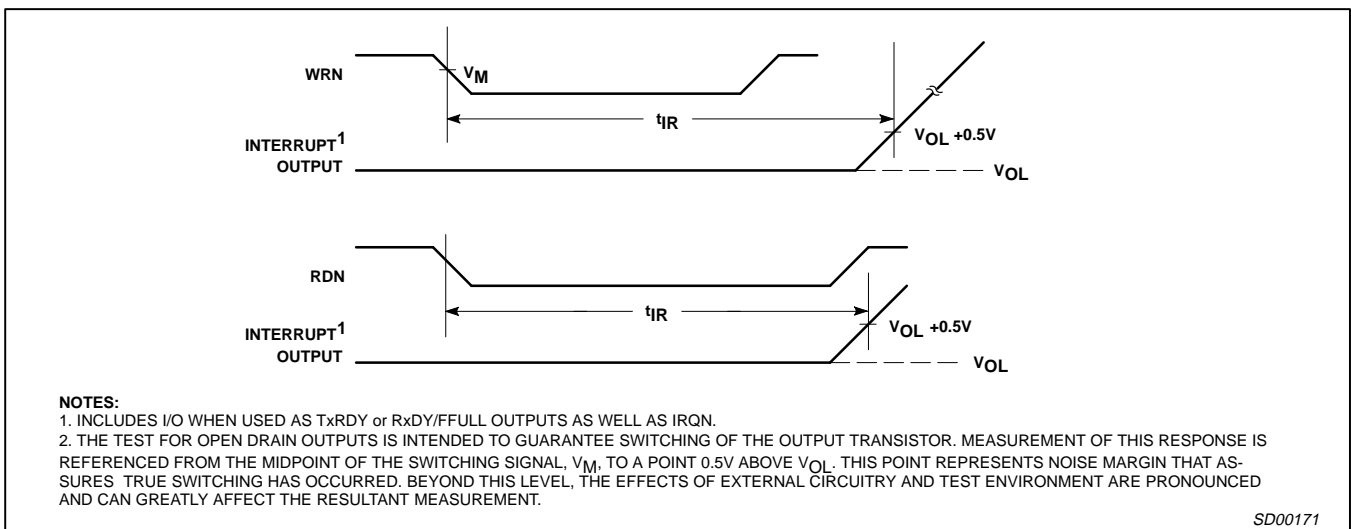 WRN
VM
tIR
INTERRUPT1
OUTPUT
VOL +0.5V
VOL
RDN
tIR
INTERRUPT1
OUTPUT
VOL +0.5V
VOL
NOTES:
1. INCLUDES I/O WHEN USED AS TxRDY or RxDY/FFULL OUTPUTS AS WELL AS IRQN.
2. THE TEST FOR OPEN DRAIN OUTPUTS IS INTENDED TO GUARANTEE SWITCHING OF THE OUTPUT TRANSISTOR. MEASUREMENT OF THIS RESPONSE IS
REFERENCED FROM THE MIDPOINT OF THE SWITCHING SIGNAL, VM, TO A POINT 0.5V ABOVE VOL. THIS POINT REPRESENTS NOISE MARGIN THAT AS-
SURES TRUE SWITCHING HAS OCCURRED. BEYOND THIS LEVEL, THE EFFECTS OF EXTERNAL CIRCUITRY AND TEST ENVIRONMENT ARE PRONOUNCED
AND CAN GREATLY AFFECT THE RESULTANT MEASUREMENT.
SD00171